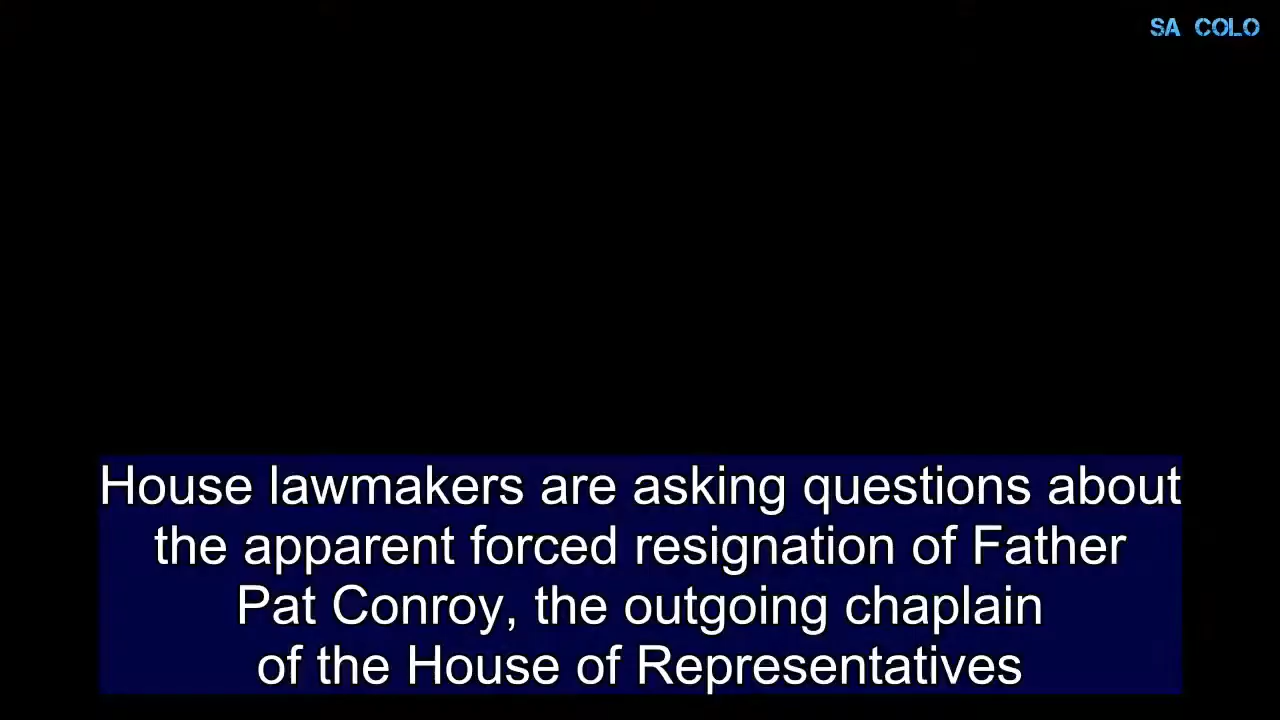 SA COLO
House lawmakers are asking questions about
the apparent forced resignation of Father
Pat Conroy, the outgoing chaplain
of the House of Representatives